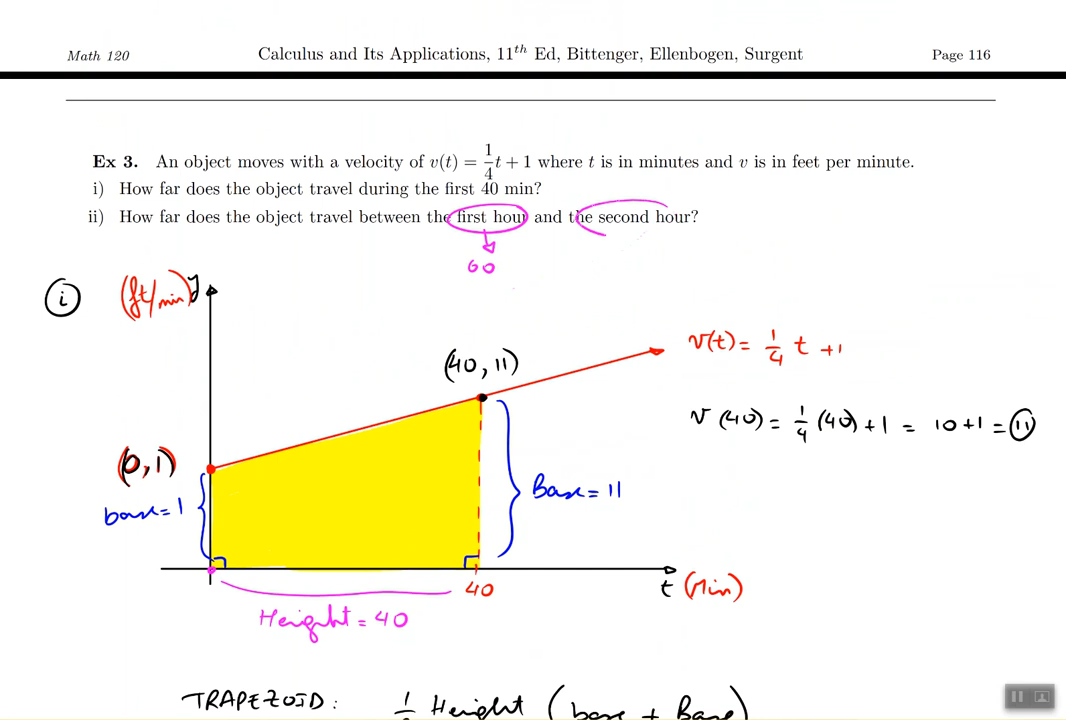 Math 120 Calculus and Its Applications, 11th Ed, Bittenger, Ellenbogen, Surgent Page 116
Ex 3. An object moves with a velocity of v(t) = 1/4 t + 1 where t is in minutes and v is in feet per minute.
i) How far does the object travel during the first 40 min?
ii) How far does the object travel between the first hour and the second hour?
60
i (ft/min) y
v(t) = 1/4 t + 1
(40, 11)
v(40) = 1/4 (40) + 1 = 10 + 1 = 11
(0, 1)
base = 1
Base = 11
40
t (Min)
Height = 40
TRAPEZOID: 1/2 Height (base + Base)